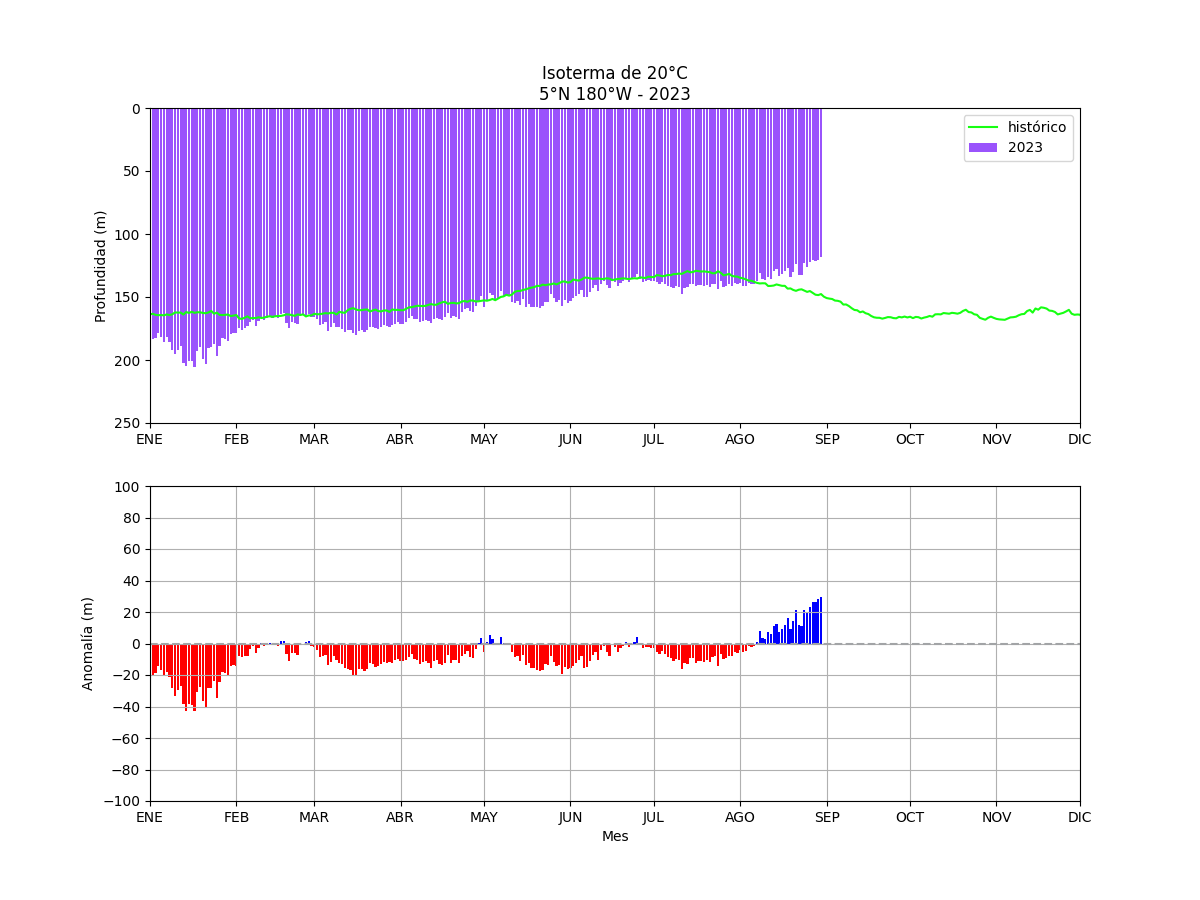 Isoterma de 20°C
5°N 180°W - 2023
0
50
100
150
200
250
Profundidad (m)
histórico
2023
ENE FEB MAR ABR MAY JUN JUL AGO SEP OCT NOV DIC
100
80
60
40
20
0
−20
−40
−60
−80
−100
Anomalía (m)
ENE FEB MAR ABR MAY JUN JUL AGO SEP OCT NOV DIC
Mes